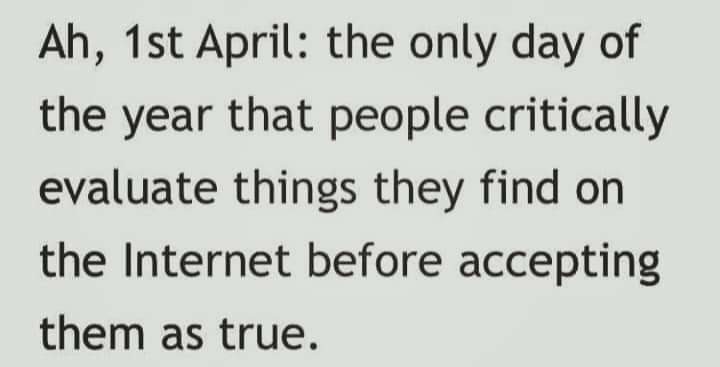 Ah, 1st April: the only day of
the year that people critically
evaluate things they find on
the Internet before accepting
them as true.